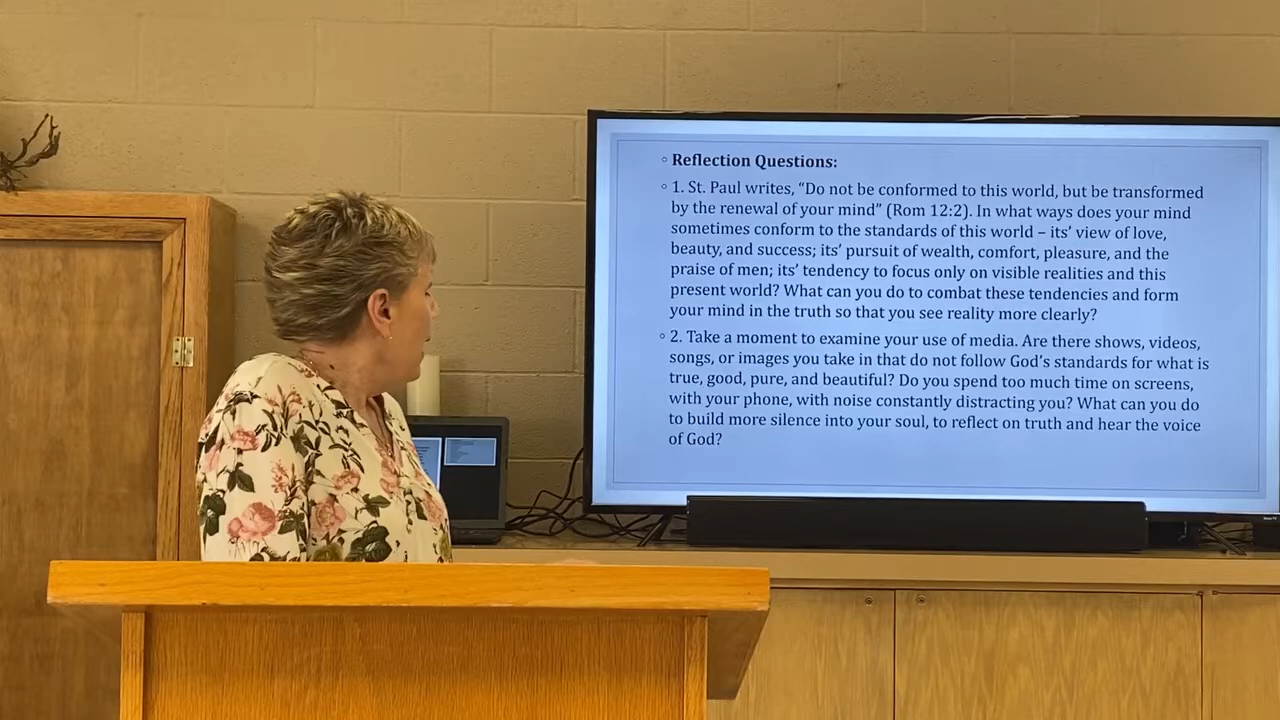 ◦ Reflection Questions:
◦ 1. St. Paul writes, “Do not be conformed to this world, but be transformed
by the renewal of your mind” (Rom 12:2). In what ways does your mind
sometimes conform to the standards of this world – its’ view of love,
beauty, and success; its’ pursuit of wealth, comfort, pleasure, and the
praise of men; its’ tendency to focus only on visible realities and this
present world? What can you do to combat these tendencies and form
your mind in the truth so that you see reality more clearly?
◦ 2. Take a moment to examine your use of media. Are there shows, videos,
songs, or images you take in that do not follow God’s standards for what is
true, good, pure, and beautiful? Do you spend too much time on screens,
with your phone, with noise constantly distracting you? What can you do
to build more silence into your soul, to reflect on truth and hear the voice
of God?